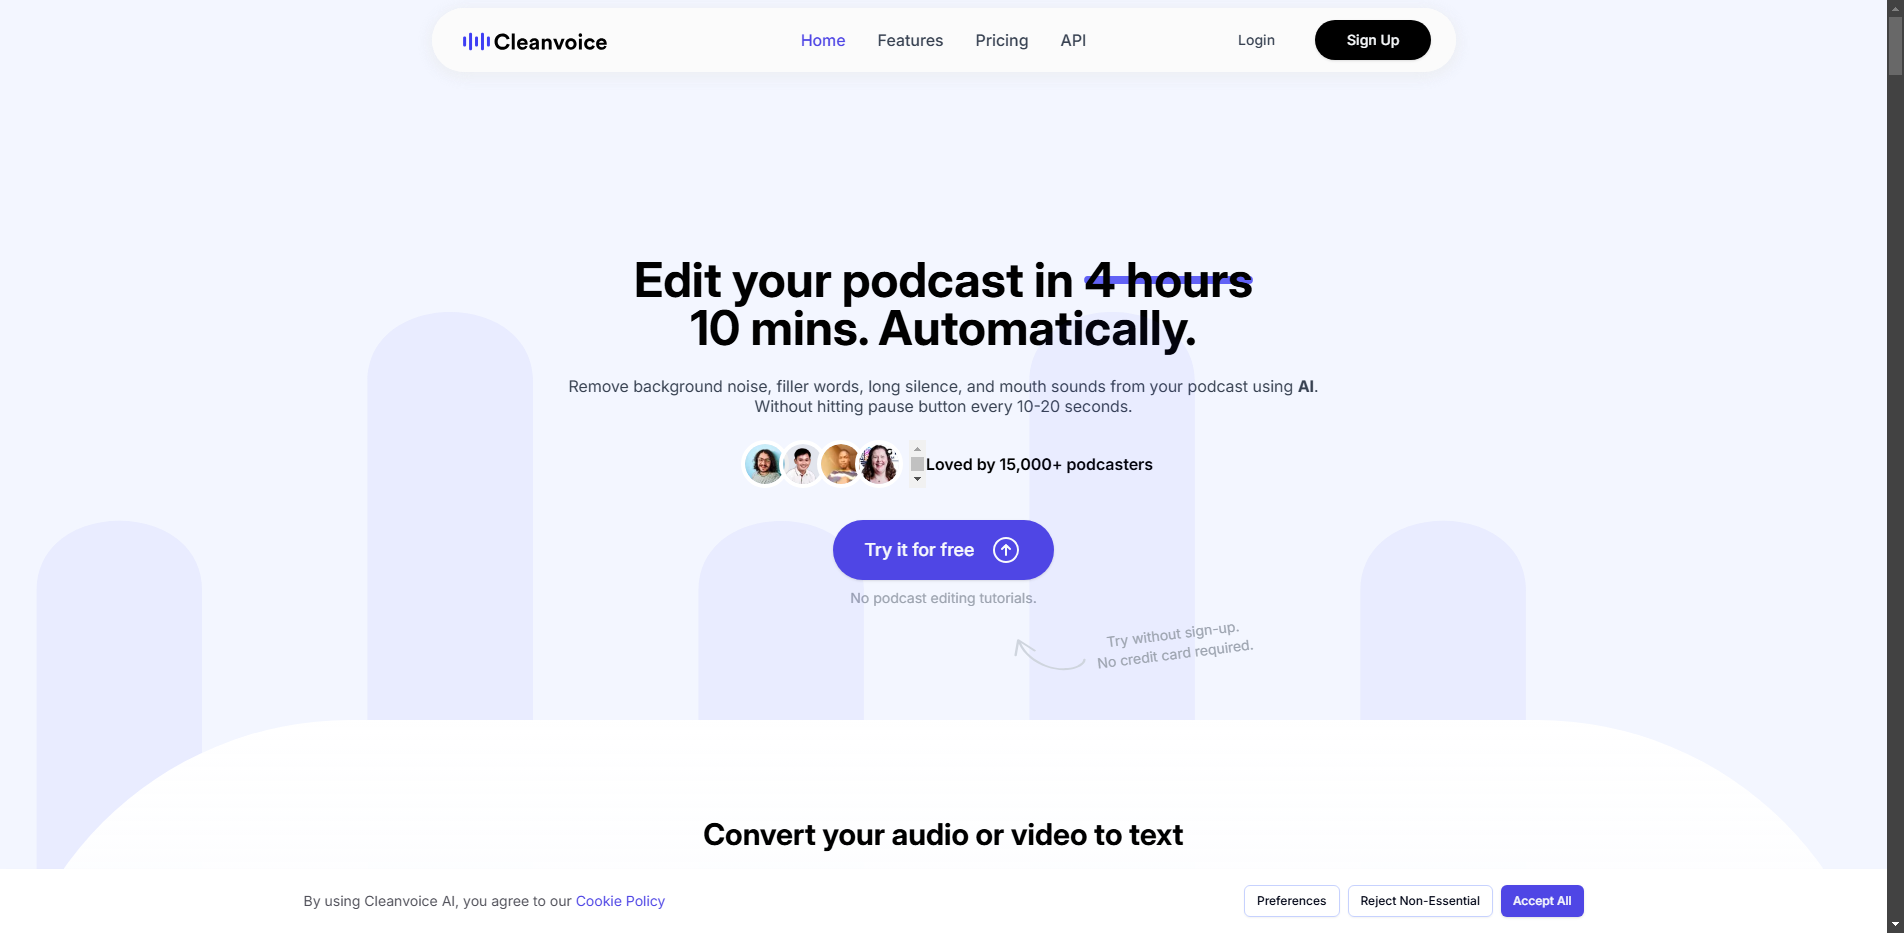 Cleanvoice
Home Features Pricing API
Login
Sign Up
Edit your podcast in 4 hours
10 mins. Automatically.
Remove background noise, filler words, long silence, and mouth sounds from your podcast using AI.
Without hitting pause button every 10-20 seconds.
Loved by 15,000+ podcasters
Try it for free
No podcast editing tutorials.
Try without sign-up.
No credit card required.
Convert your audio or video to text
By using Cleanvoice AI, you agree to our Cookie Policy
Preferences
Reject Non-Essential
Accept All